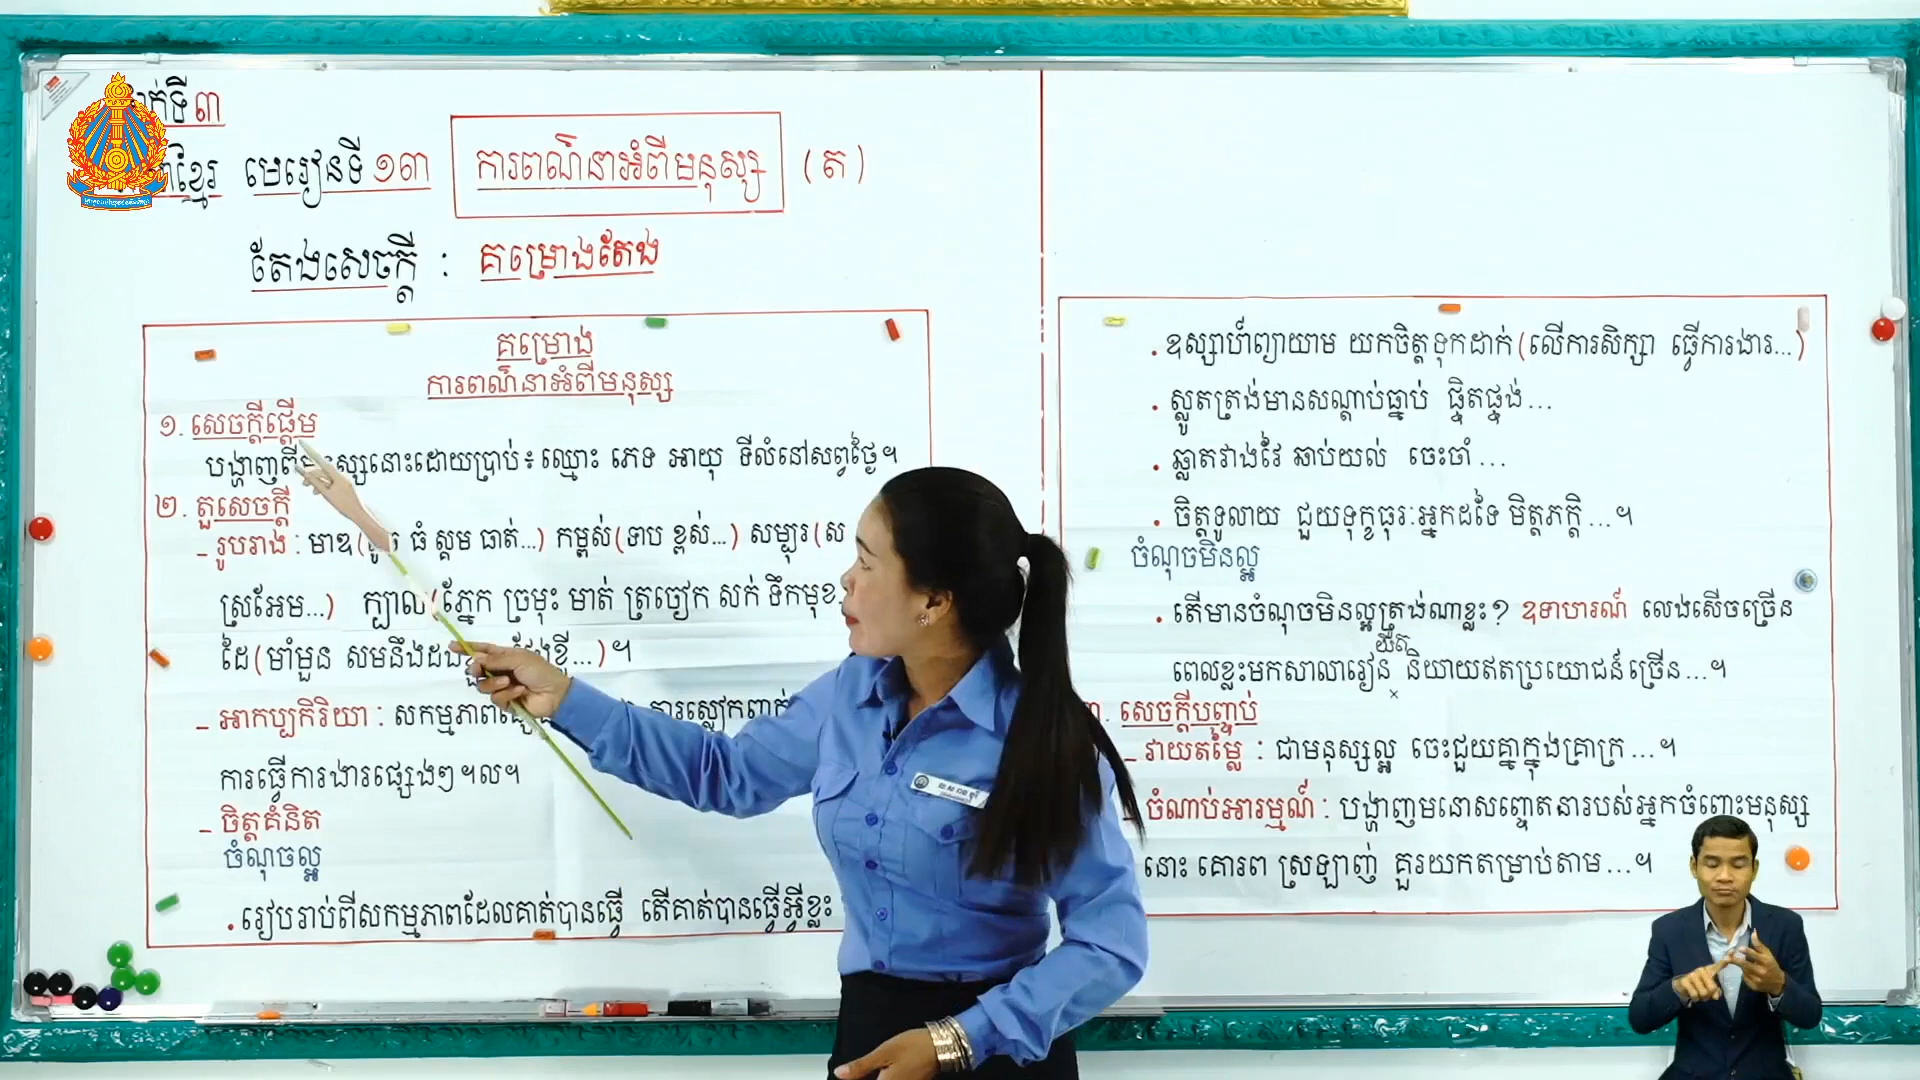 ទី៣
ខ្មែរ មេរៀនទី ១៣ ការពណ៌នាអំពីមនុស្ស (ត)
តែងសេចក្តី : គម្រោងតែង
គម្រោង
ការពណ៌នាអំពីមនុស្ស
១. សេចក្តីផ្តើម
បង្ហាញពីមនុស្សនោះដោយប្រាប់៖ ឈ្មោះ ភេទ អាយុ ទីលំនៅសព្វថ្ងៃ។
២. តួសេចក្តី
- រូបរាង : មាឌ ( ធំ ស្គម ធាត់...) កម្ពស់(ទាប ខ្ពស់...) សម្បុរ(ស
ស្រអែម...) ក្បាល(ភ្នែក ច្រមុះ មាត់ ត្រចៀក សក់ ទឹកមុខ
ដៃ(មាំមួន សមនឹងដង ខ្លី...)។
- អាកប្បកិរិយា : សកម្មភាព ការស្លៀកពាក់
ការធ្វើការងារផ្សេងៗ។ល។
- ចិត្តគំនិត
ចំណុចល្អ
. រៀបរាប់ពីសកម្មភាពដែលគាត់បានធ្វើ តើគាត់បានធ្វើអ្វីខ្លះ
. ឧស្សាហ៍ព្យាយាម យកចិត្តទុកដាក់(លើការសិក្សា ធ្វើការងារ...)
. ស្លូតត្រង់មានសណ្តាប់ធ្នាប់ ផ្ចិតផ្ចង់...
. ឆ្លាតវាងវៃ ឆាប់យល់ ចេះចាំ...
. ចិត្តទូលាយ ជួយទុក្ខធុរៈអ្នកដទៃ មិត្តភក្តិ...។
ចំណុចមិនល្អ
. តើមានចំណុចមិនល្អត្រង់ណាខ្លះ? ឧទាហរណ៍ លេងសើចច្រើន
យឺត
ពេលខ្លះមកសាលារៀន និយាយឥតប្រយោជន៍ច្រើន...។
៣. សេចក្តីបញ្ចប់
- វាយតម្លៃ : ជាមនុស្សល្អ ចេះជួយគ្នាក្នុងគ្រាក្រ...។
- ចំណាប់អារម្មណ៍ : បង្ហាញមនោសញ្ចេតនារបស់អ្នកចំពោះមនុស្ស
នោះ គោរព ស្រឡាញ់ គួរយកតម្រាប់តាម...។